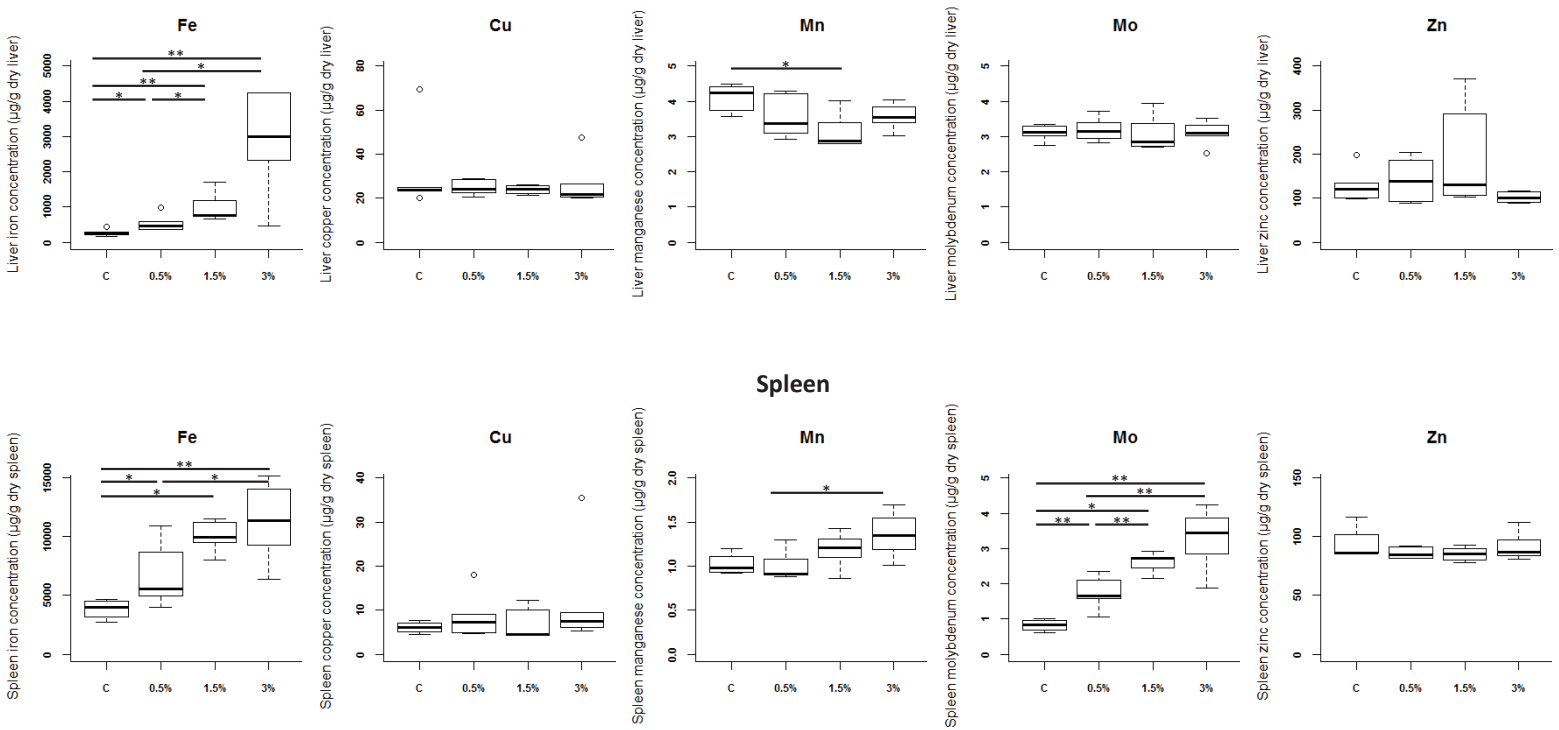 Fe
Liver iron concentration (µg/g dry liver)
5000
4000
3000
2000
1000
0
**
*
**
*
*
C 0.5% 1.5% 3%
Cu
Liver copper concentration (µg/g dry liver)
80
60
40
20
0
C 0.5% 1.5% 3%
Mn
Liver manganese concentration (µg/g dry liver)
5
4
3
2
1
0
*
C 0.5% 1.5% 3%
Mo
Liver molybdenum concentration (µg/g dry liver)
5
4
3
2
1
0
C 0.5% 1.5% 3%
Zn
Liver zinc concentration (µg/g dry liver)
400
300
200
100
0
C 0.5% 1.5% 3%
Spleen
Fe
Spleen iron concentration (µg/g dry spleen)
15000
10000
5000
0
**
*
*
*
C 0.5% 1.5% 3%
Cu
Spleen copper concentration (µg/g dry spleen)
40
30
20
10
0
C 0.5% 1.5% 3%
Mn
Spleen manganese concentration (µg/g dry spleen)
2.0
1.5
1.0
0.5
0.0
*
C 0.5% 1.5% 3%
Mo
Spleen molybdenum concentration (µg/g dry spleen)
5
4
3
2
1
0
**
**
*
**
**
C 0.5% 1.5% 3%
Zn
Spleen zinc concentration (µg/g dry spleen)
150
100
50
0
C 0.5% 1.5% 3%